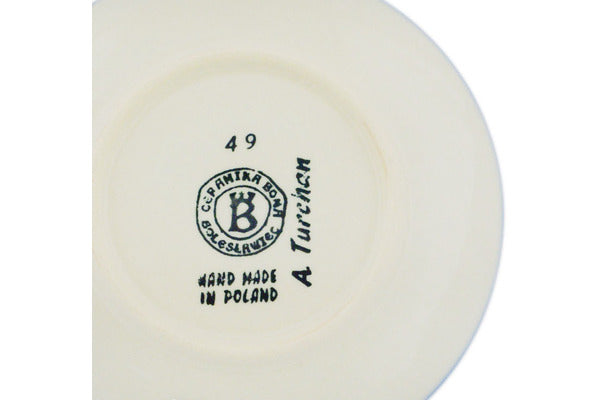 49
CERAMIKA BONA
B
BOLESŁAWIEC
HAND MADE
IN POLAND
A. Turchan